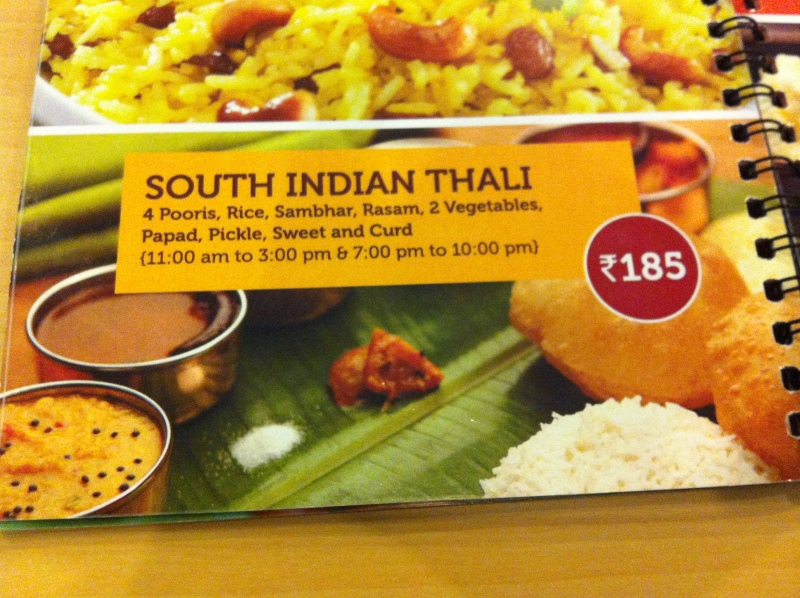 SOUTH INDIAN THALI
4 Pooris, Rice, Sambhar, Rasam, 2 Vegetables,
Papad, Pickle, Sweet and Curd
{11:00 am to 3:00 pm & 7:00 pm to 10:00 pm}
₹185